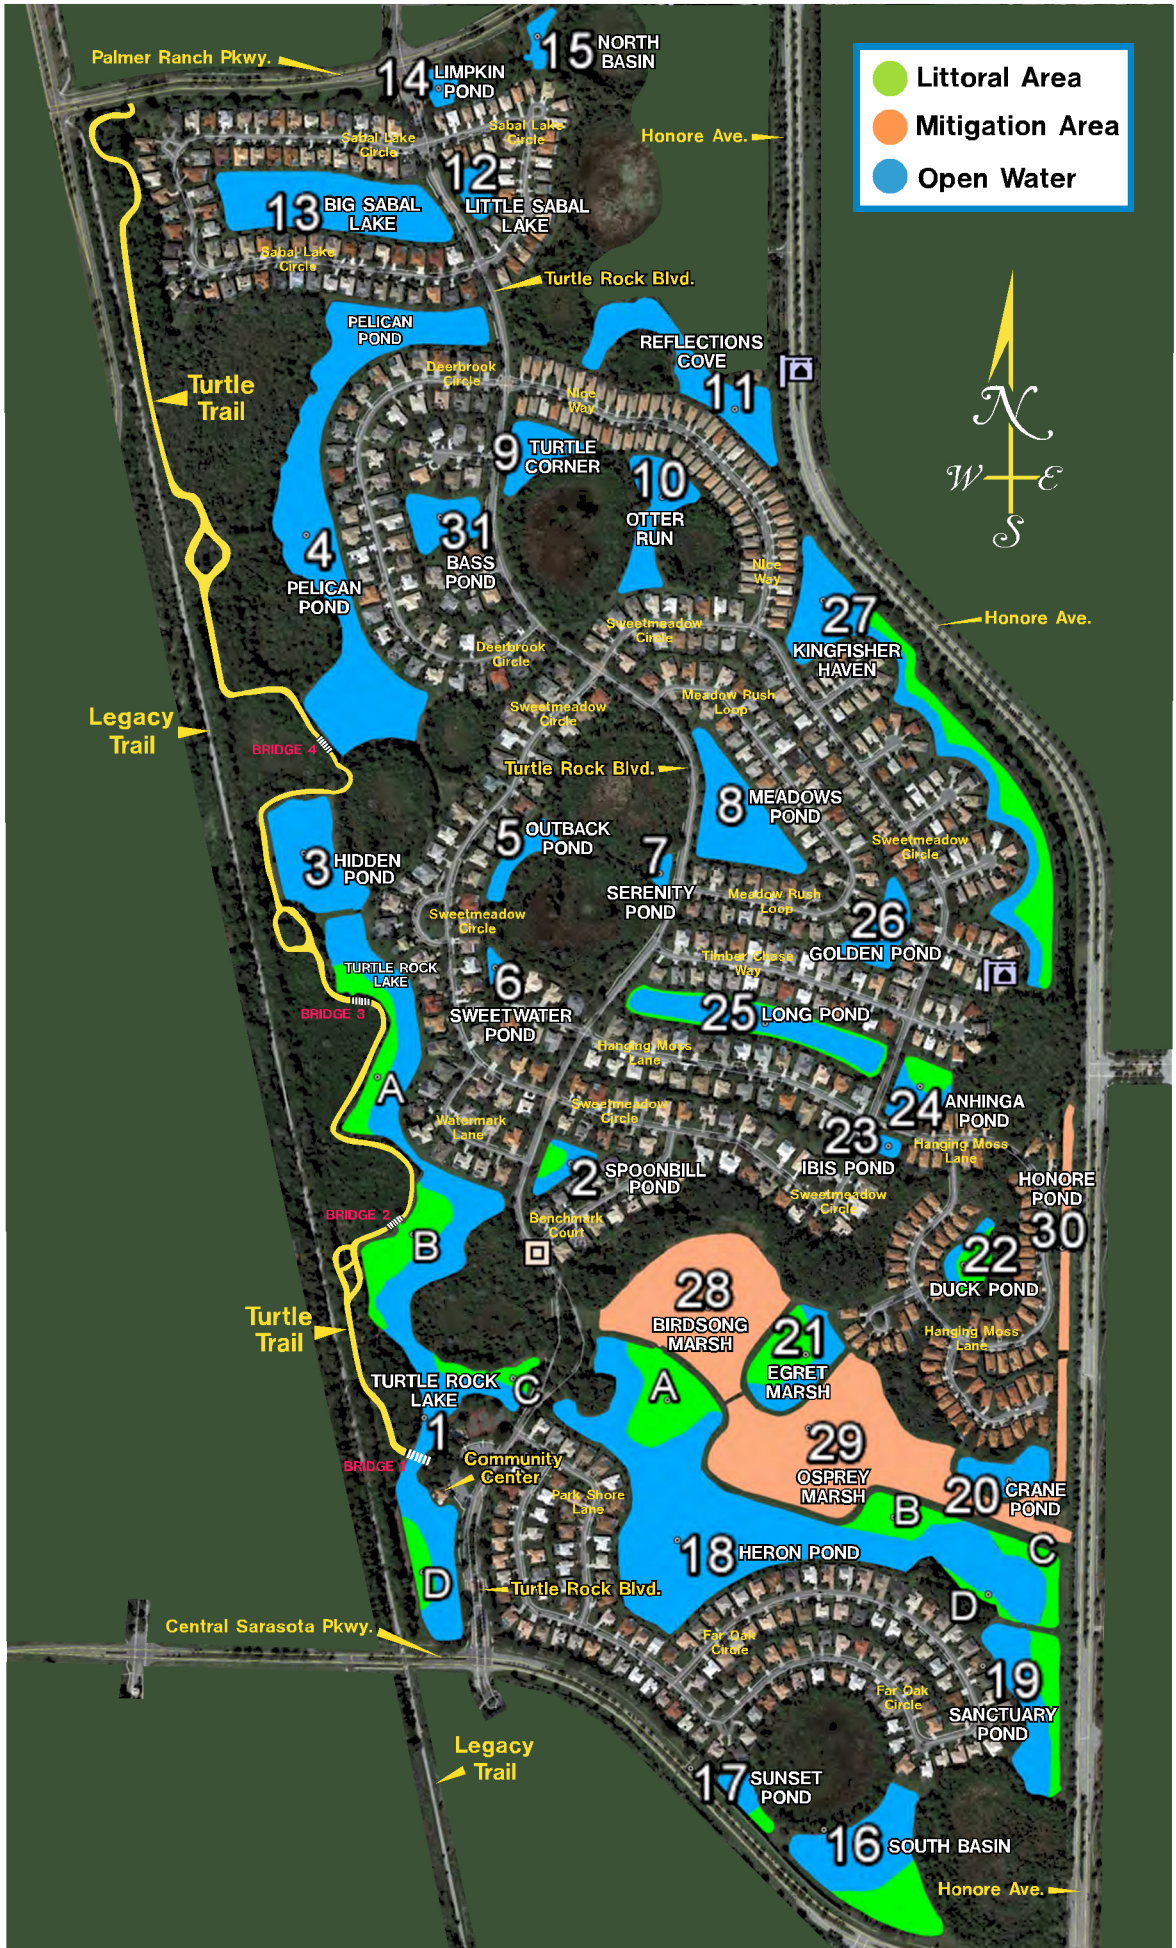 Palmer Ranch Pkwy.
14 LIMPKIN
POND
15 NORTH
BASIN
Littoral Area
Mitigation Area
Open Water
Honore Ave.
Sabal Lake
Circle
Sabal Lake
Circle
12
LITTLE SABAL
LAKE
13 BIG SABAL
LAKE
Sabal Lake
Circle
Turtle Rock Blvd.
PELICAN
POND
REFLECTIONS
COVE
11
Deerbrook
Circle
Nice
Way
Turtle
Trail
N
W E
S
9 TURTLE
CORNER
10
OTTER
RUN
31
BASS
POND
4
PELICAN
POND
Nice
Way
27
KINGFISHER
HAVEN
Honore Ave.
Sweetmeadow
Circle
Deerbrook
Circle
Meadow Rush
Loop
Sweetmeadow
Circle
Legacy
Trail
BRIDGE 4
Turtle Rock Blvd.
8 MEADOWS
POND
5 OUTBACK
POND
7
SERENITY
POND
Sweetmeadow
Circle
3 HIDDEN
POND
Meadow Rush
Loop
26
GOLDEN POND
Sweetmeadow
Circle
Timber Chase
Way
TURTLE ROCK
LAKE
6
SWEETWATER
POND
BRIDGE 3
25 LONG POND
Hanging Moss
Lane
A
24 ANHINGA
POND
Sweetmeadow
Circle
Watermark
Lane
23
IBIS POND
Hanging Moss
Lane
2 SPOONBILL
POND
Sweetmeadow
Circle
HONORE
POND
30
BRIDGE 2
B
Benchmark
Court
22
DUCK POND
28
BIRDSONG
MARSH
21
EGRET
MARSH
Hanging Moss
Lane
Turtle
Trail
TURTLE ROCK
LAKE
C
A
1
29
OSPREY
MARSH
BRIDGE 1
Community
Center
Park Shore
Lane
20 CRANE
POND
B
C
18 HERON POND
D
Turtle Rock Blvd.
D
Central Sarasota Pkwy.
Far Oak
Circle
19
SANCTUARY
POND
Far Oak
Circle
Legacy
Trail
17 SUNSET
POND
16 SOUTH BASIN
Honore Ave.